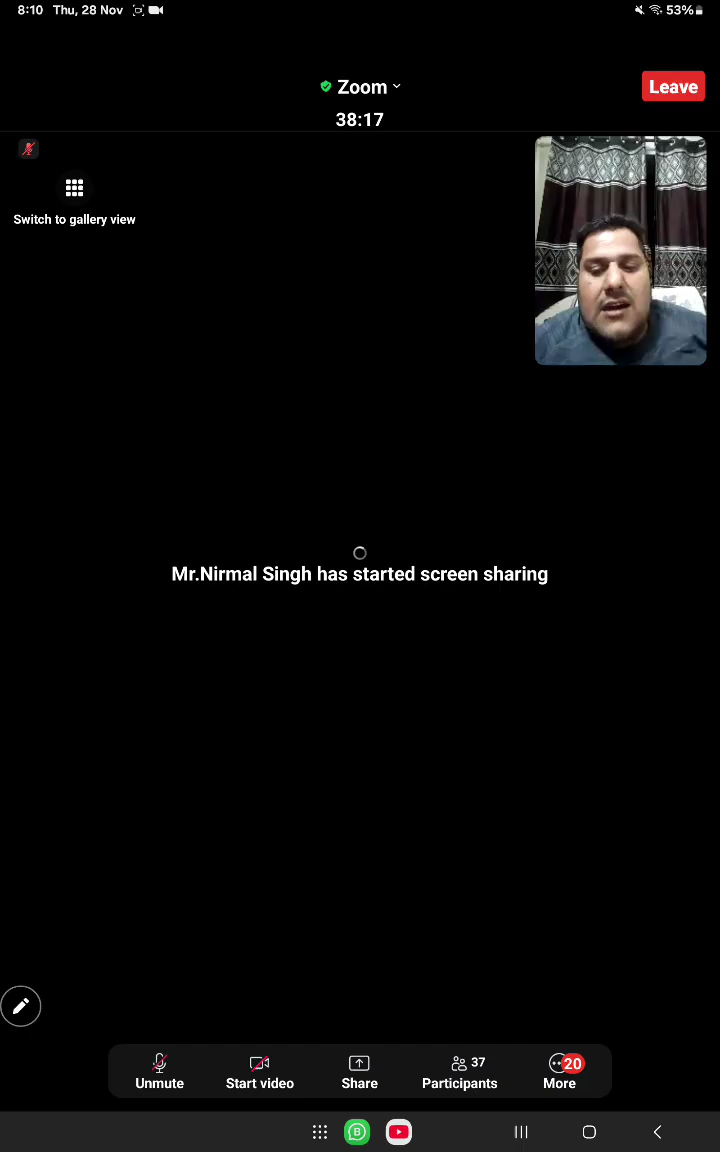 8:10 Thu, 28 Nov
53%
Zoom
Leave
38:17
Switch to gallery view
Mr.Nirmal Singh has started screen sharing
37
20
Unmute
Start video
Share
Participants
More
B